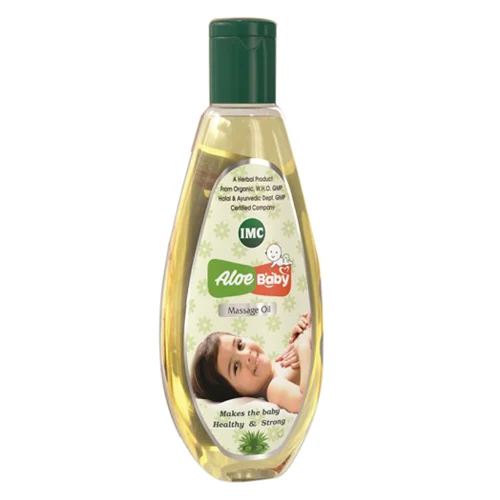 A Herbal Product
From Organic, W.H.O. GMP,
Halal & Ayurvedic Dept. GMP
Certified Company
IMC
Aloe Baby
Massage Oil
Makes the baby
Healthy & Strong